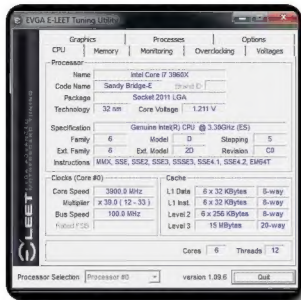 EVGA E-LEET Tuning Utility
Graphics Processes Options
CPU Memory Monitoring Overclocking Voltages
Processor
Name Intel Core i7 3960X
Code Name Sandy Bridge-E Brand ID
Package Socket 2011 LGA
Technology 32 nm Core Voltage 1.211 V
Specification Genuine Intel(R) CPU @ 3.39GHz (ES)
Family 6 Model D Stepping 5
Ext. Family 6 Ext. Model 2D Revision C0
Instructions MMX, SSE, SSE2, SSE3, SSSE3, SSE4.1, SSE4.2, EM64T
Clocks (Core #0)
Core Speed 3900.0 MHz
Multiplier x 39.0 ( 12 - 33 )
Bus Speed 100.0 MHz
Rated FSB
Cache
L1 Data 6 x 32 KBytes 8-way
L1 Inst. 6 x 32 KBytes 8-way
Level 2 6 x 256 KBytes 8-way
Level 3 15 MBytes 20-way
Cores 6 Threads 12
Processor Selection Processor #0 version 1.09.6 Quit
ELEET